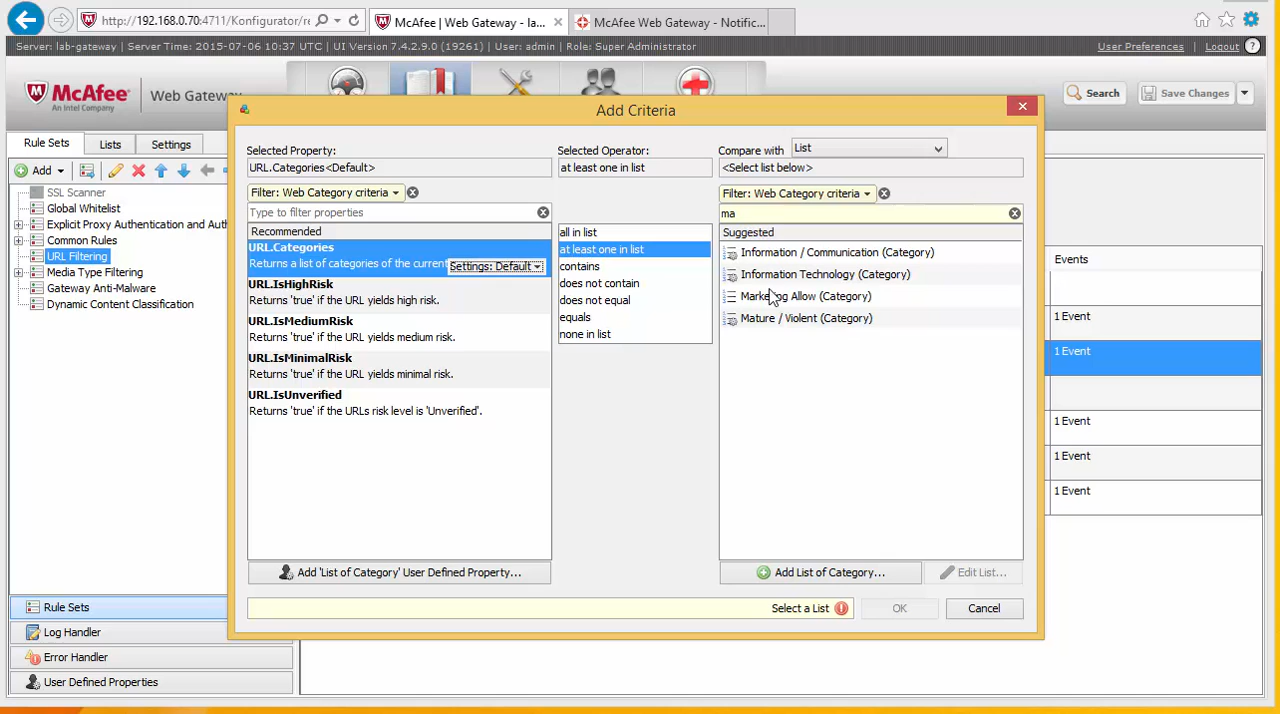 http://192.168.0.70:4711/Konfigurator/re
McAfee | Web Gateway - la...
McAfee Web Gateway - Notific...
Server: lab-gateway | Server Time: 2015-07-06 10:37 UTC | UI Version 7.4.2.9.0 (19261) | User: admin | Role: Super Administrator
User Preferences | Logout ?
McAfee
An Intel Company
Web Gateway
Search
Save Changes
Rule Sets
Lists
Settings
Add
SSL Scanner
Global Whitelist
Explicit Proxy Authentication and Auth
Common Rules
URL Filtering
Media Type Filtering
Gateway Anti-Malware
Dynamic Content Classification
Rule Sets
Log Handler
Error Handler
User Defined Properties
Add Criteria
Selected Property:
URL.Categories<Default>
Filter: Web Category criteria
Type to filter properties
Recommended
URL.Categories
Returns a list of categories of the current
Settings: Default
URL.IsHighRisk
Returns 'true' if the URL yields high risk.
URL.IsMediumRisk
Returns 'true' if the URL yields medium risk.
URL.IsMinimalRisk
Returns 'true' if the URL yields minimal risk.
URL.IsUnverified
Returns 'true' if the URLs risk level is 'Unverified'.
Add 'List of Category' User Defined Property...
Selected Operator:
at least one in list
all in list
at least one in list
contains
does not contain
does not equal
equals
none in list
Compare with
List
<Select list below>
Filter: Web Category criteria
ma
Suggested
Information / Communication (Category)
Information Technology (Category)
Marketing Allow (Category)
Mature / Violent (Category)
Add List of Category...
Edit List...
Select a List
OK
Cancel
Events
1 Event
1 Event
1 Event
1 Event
1 Event